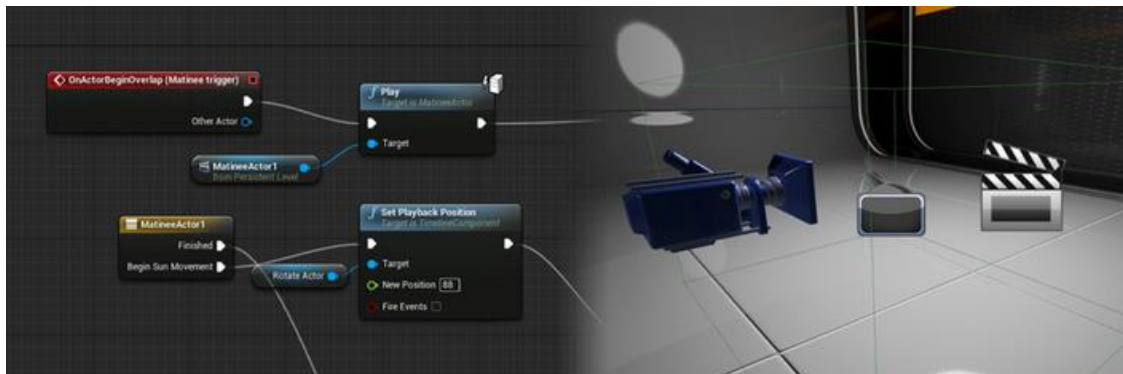 OnActorBeginOverlap (Matinee trigger)
Other Actor
Play
Target is MatineeActor
Target
MatineeActor1
from Persistent Level
MatineeActor1
Finished
Begin Sun Movement
Rotate Actor
Set Playback Position
Target is TimelineComponent
Target
New Position 88
Fire Events